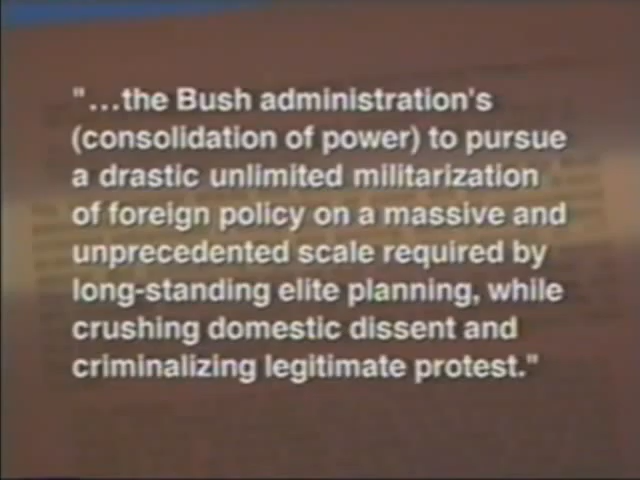 "...the Bush administration's
(consolidation of power) to pursue
a drastic unlimited militarization
of foreign policy on a massive and
unprecedented scale required by
long-standing elite planning, while
crushing domestic dissent and
criminalizing legitimate protest."